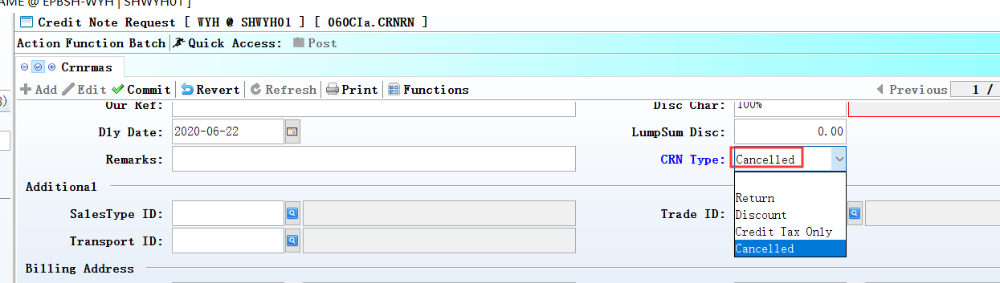 AME @ EPBSH-WYH | SHWYH01 ]
Credit Note Request [ WYH @ SHWYH01 ] [ 060CIa.CRNRN ]
Action Function Batch Quick Access: Post
Crnrmas
Add Edit Commit Revert Refresh Print Functions Previous 1 /
Our Ref: Disc Char: 100%
Dly Date: 2020-06-22 LumpSum Disc: 0.00
Remarks: CRN Type: Cancelled
Additional
Return
SalesType ID: Trade ID: Discount
Credit Tax Only
Transport ID: Cancelled
Billing Address